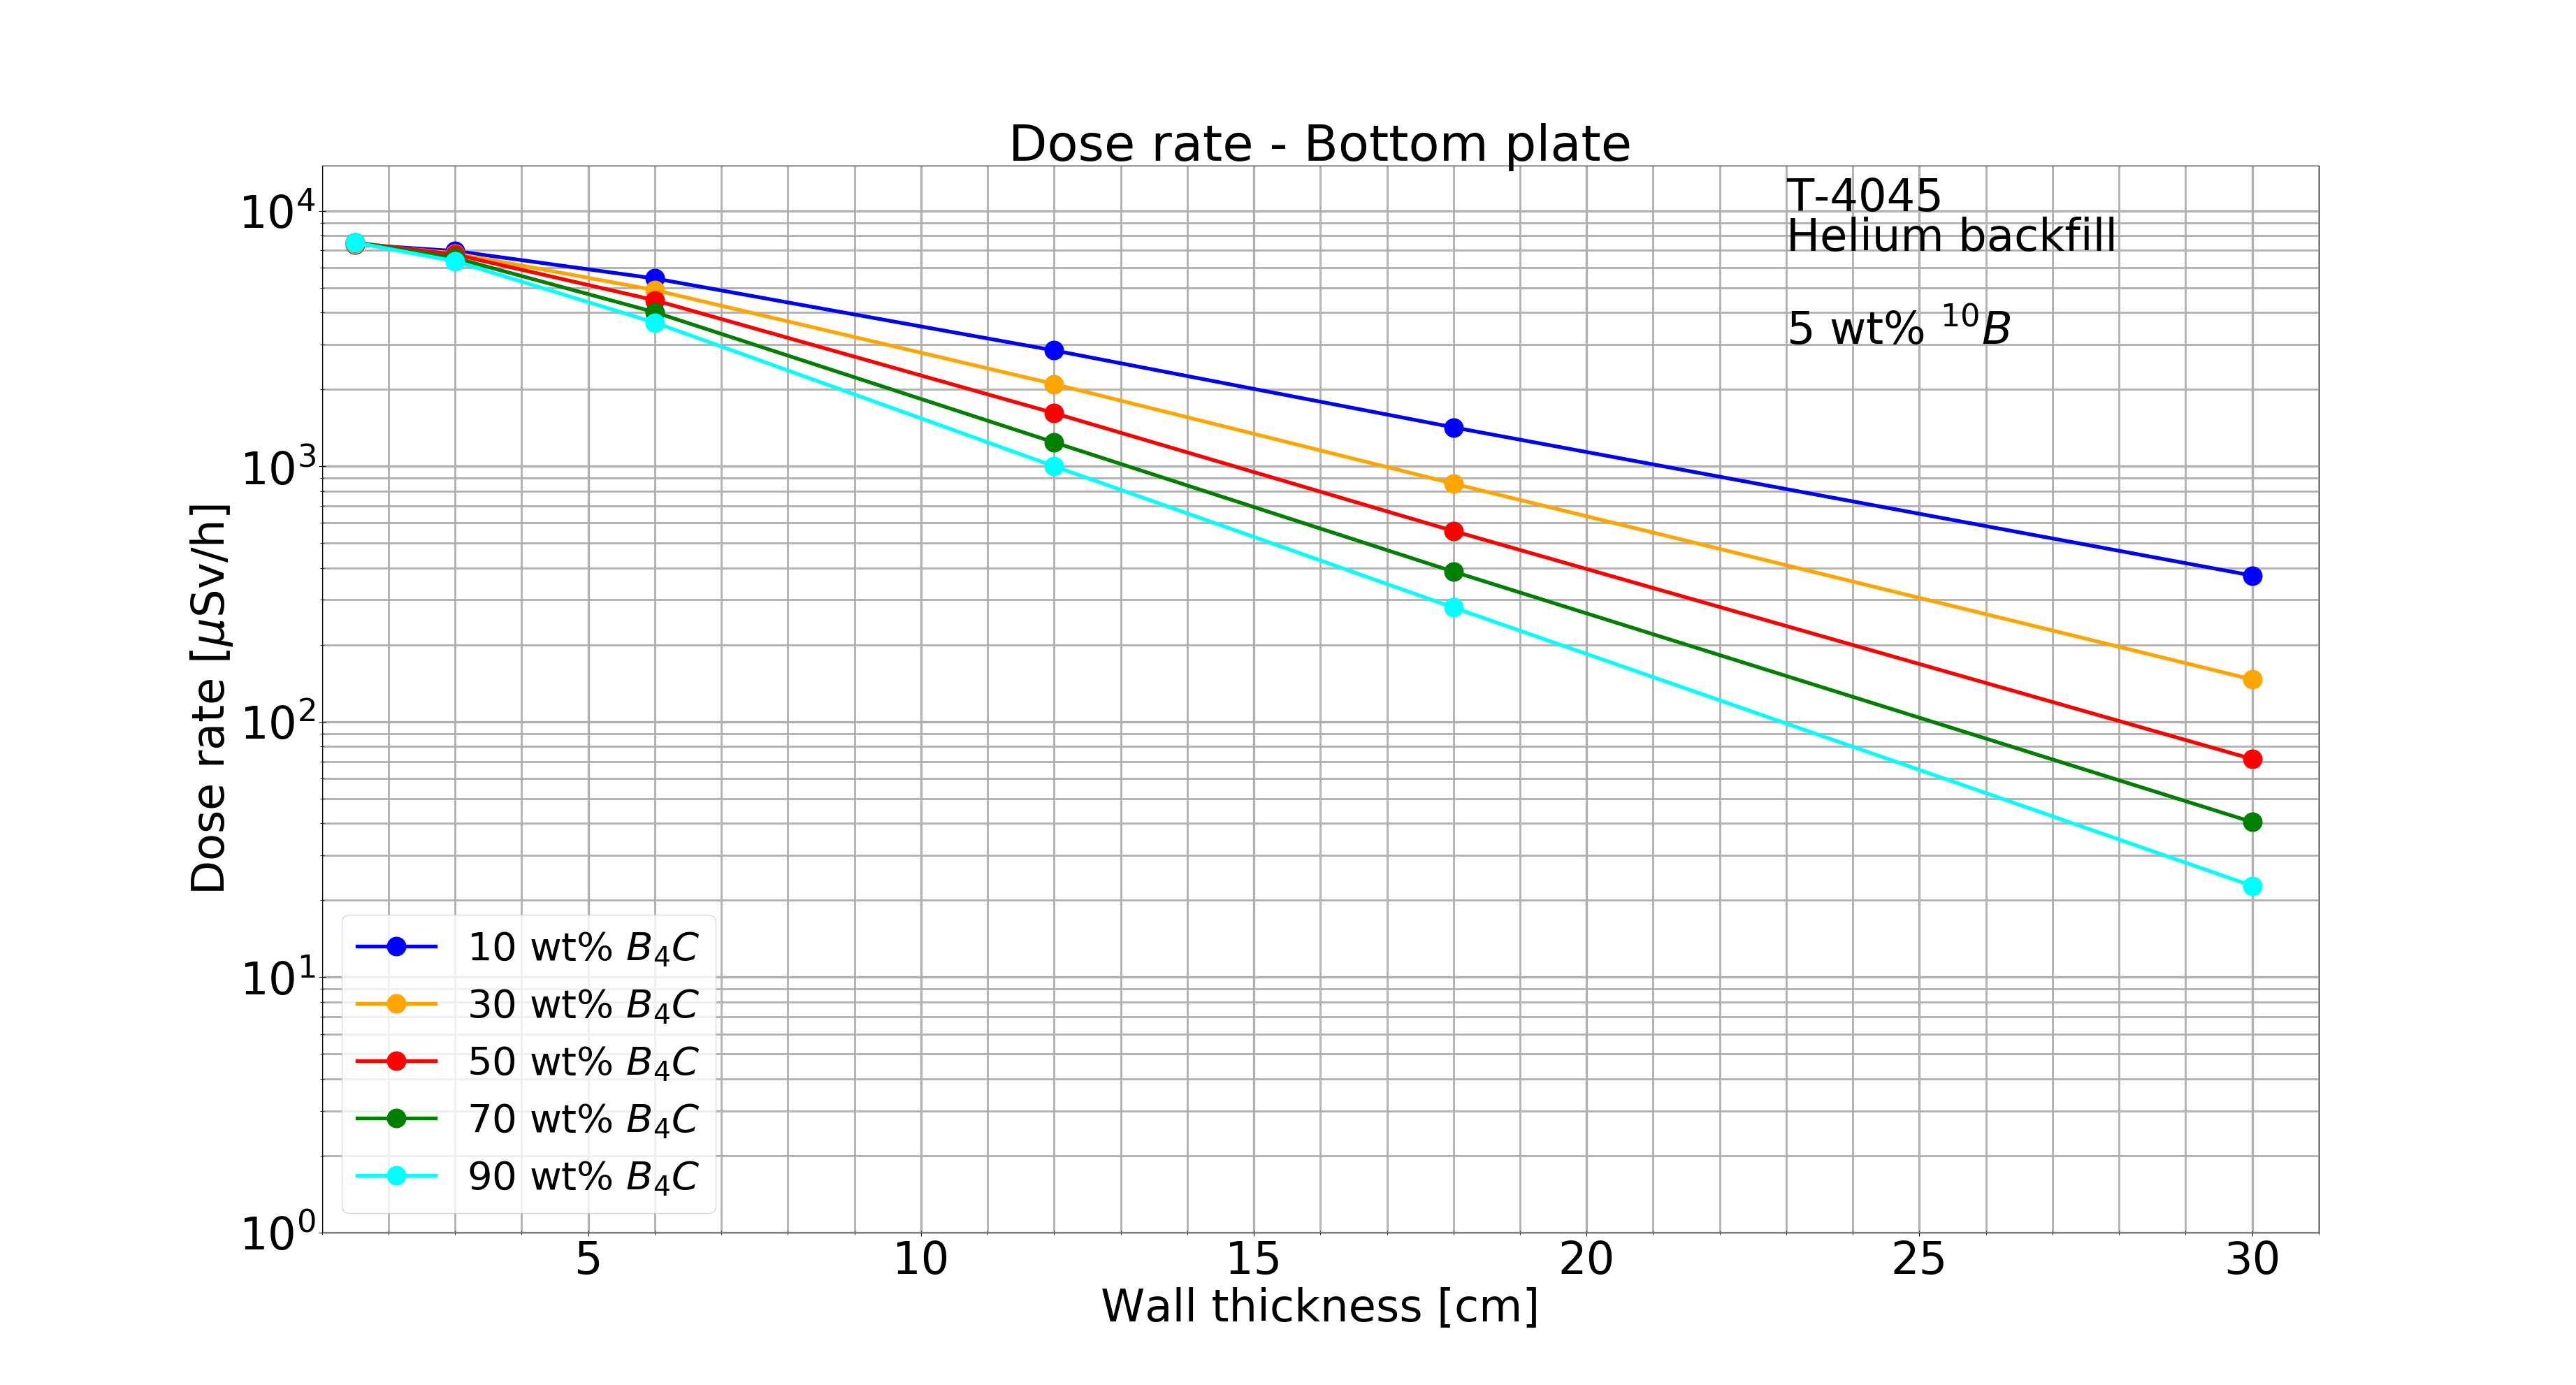 Dose rate - Bottom plate
T-4045
Helium backfill
5 wt% ¹⁰B
Dose rate [μSv/h]
10⁴
10³
10²
10¹
10⁰
10 wt% B₄C
30 wt% B₄C
50 wt% B₄C
70 wt% B₄C
90 wt% B₄C
5 10 15 20 25 30
Wall thickness [cm]